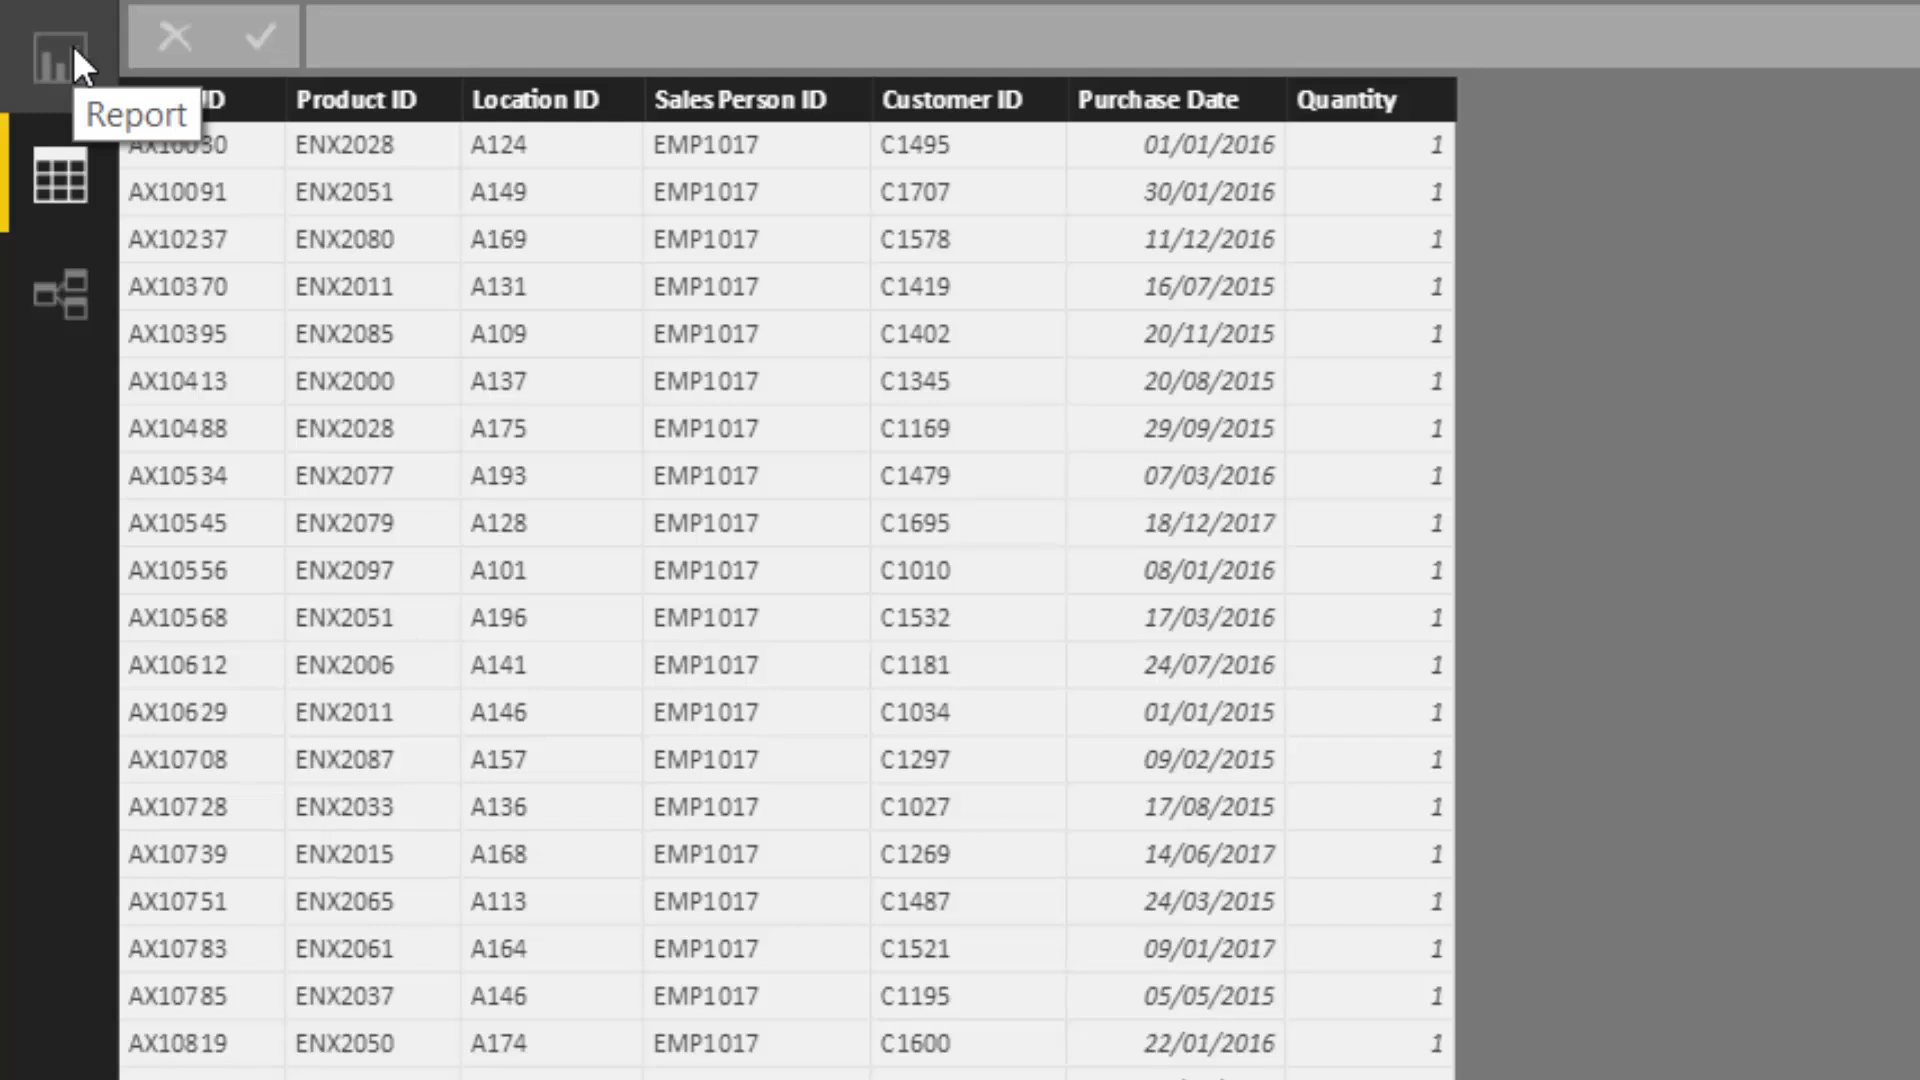 ID Product ID Location ID Sales Person ID Customer ID Purchase Date Quantity
Report
AX10030 ENX2028 A124 EMP1017 C1495 01/01/2016 1
AX10091 ENX2051 A149 EMP1017 C1707 30/01/2016 1
AX10237 ENX2080 A169 EMP1017 C1578 11/12/2016 1
AX10370 ENX2011 A131 EMP1017 C1419 16/07/2015 1
AX10395 ENX2085 A109 EMP1017 C1402 20/11/2015 1
AX10413 ENX2000 A137 EMP1017 C1345 20/08/2015 1
AX10488 ENX2028 A175 EMP1017 C1169 29/09/2015 1
AX10534 ENX2077 A193 EMP1017 C1479 07/03/2016 1
AX10545 ENX2079 A128 EMP1017 C1695 18/12/2017 1
AX10556 ENX2097 A101 EMP1017 C1010 08/01/2016 1
AX10568 ENX2051 A196 EMP1017 C1532 17/03/2016 1
AX10612 ENX2006 A141 EMP1017 C1181 24/07/2016 1
AX10629 ENX2011 A146 EMP1017 C1034 01/01/2015 1
AX10708 ENX2087 A157 EMP1017 C1297 09/02/2015 1
AX10728 ENX2033 A136 EMP1017 C1027 17/08/2015 1
AX10739 ENX2015 A168 EMP1017 C1269 14/06/2017 1
AX10751 ENX2065 A113 EMP1017 C1487 24/03/2015 1
AX10783 ENX2061 A164 EMP1017 C1521 09/01/2017 1
AX10785 ENX2037 A146 EMP1017 C1195 05/05/2015 1
AX10819 ENX2050 A174 EMP1017 C1600 22/01/2016 1